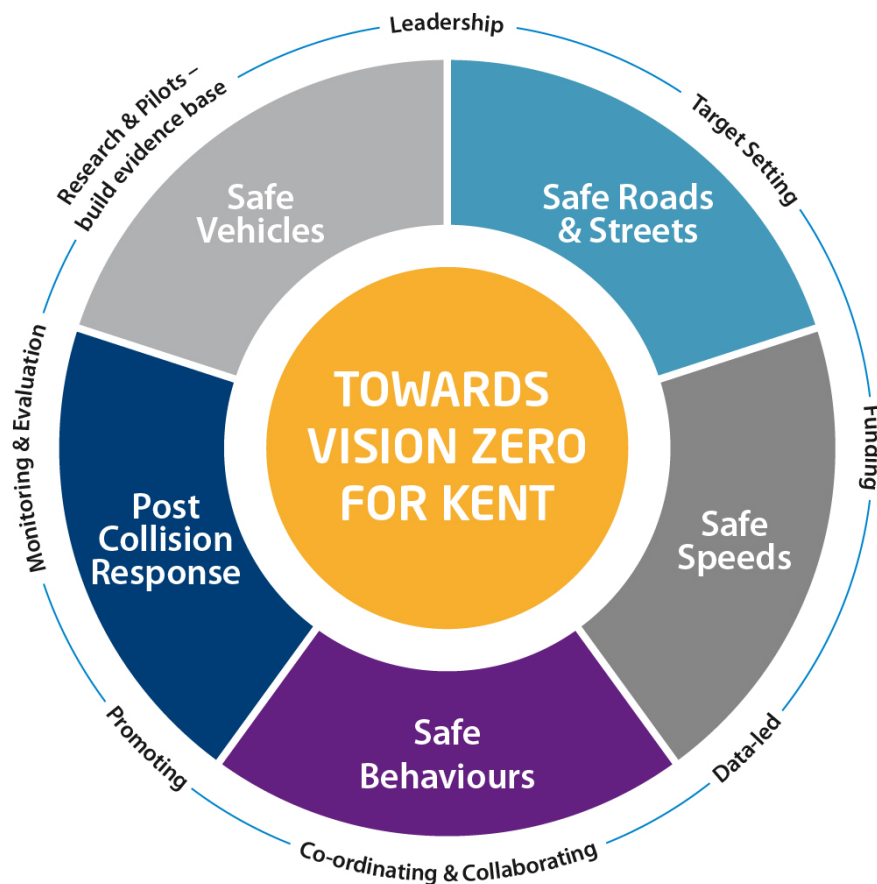 Leadership
Target Setting
Funding
Data-led
Co-ordinating & Collaborating
Promoting
Monitoring & Evaluation
Research & Pilots –
build evidence base
Safe Roads
& Streets
Safe
Speeds
Safe
Behaviours
Post
Collision
Response
Safe
Vehicles
TOWARDS
VISION ZERO
FOR KENT